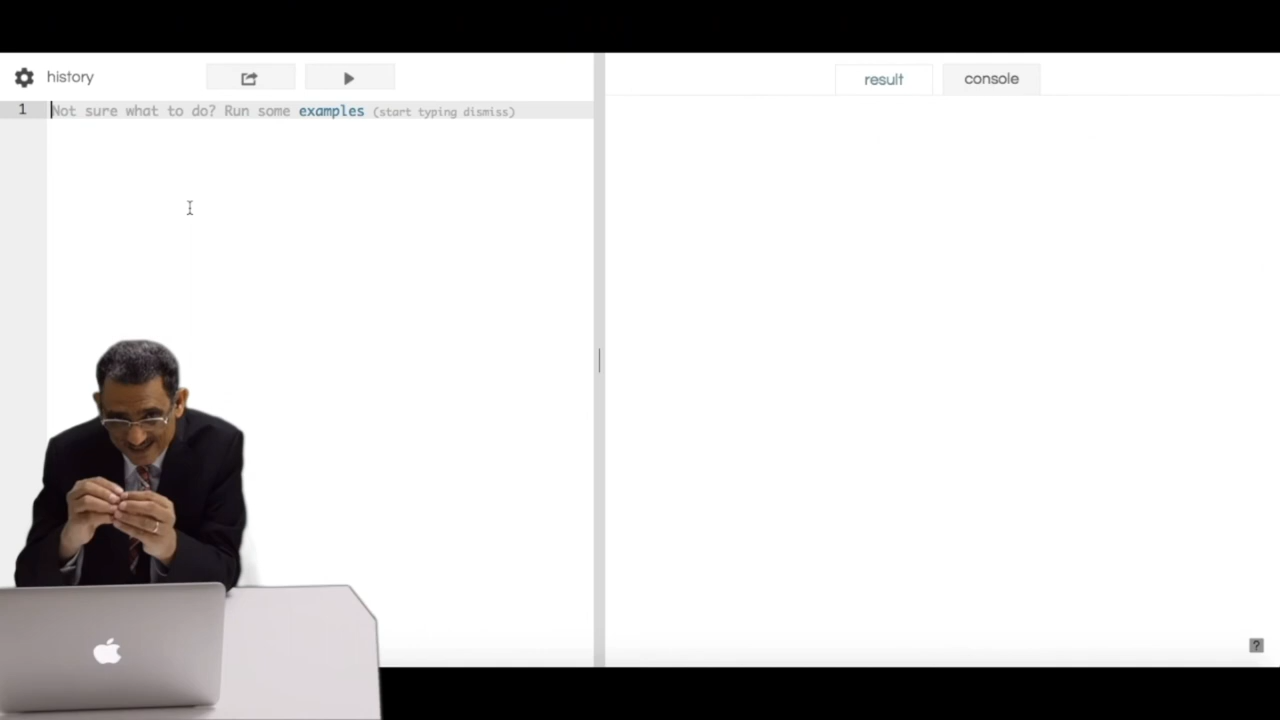 history
result
console
1
Not sure what to do? Run some examples (start typing dismiss)
?